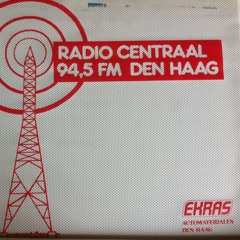 RADIO CENTRAAL
94,5 FM DEN HAAG
EKRAS
AUTOMATERIALEN
DEN HAAG